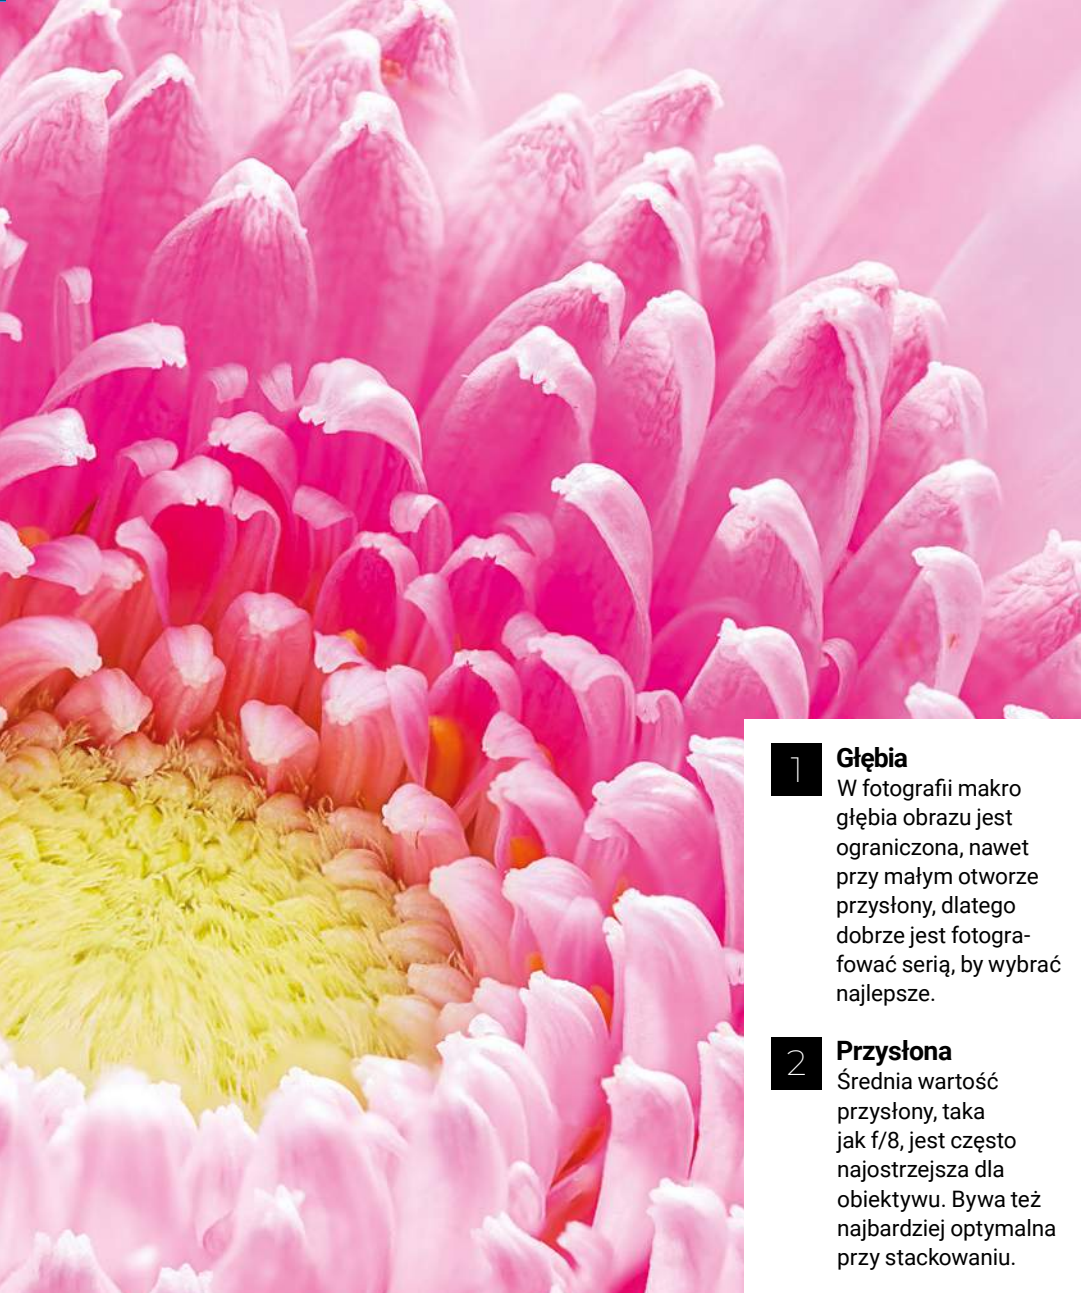 1
Głębia
W fotografii makro
głębia obrazu jest
ograniczona, nawet
przy małym otworze
przysłony, dlatego
dobrze jest fotogra-
fować serią, by wybrać
najlepsze.
2
Przysłona
Średnia wartość
przysłony, taka
jak f/8, jest często
najostrzejsza dla
obiektywu. Bywa też
najbardziej optymalna
przy stackowaniu.